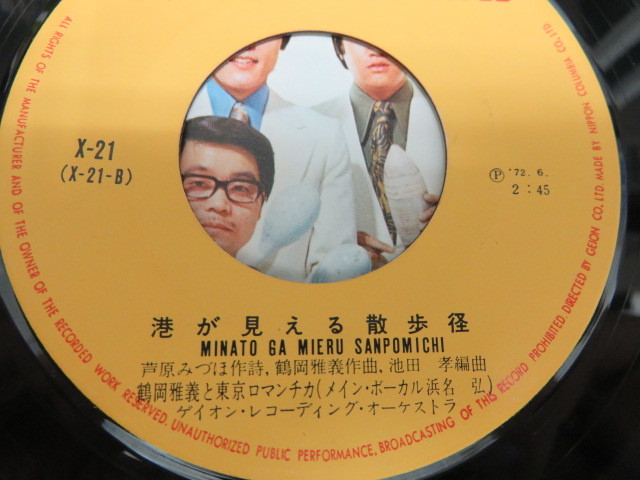 X-21
(X-21-B)
Ⓟ '72. 6.
2:45
港が見える散歩径
MINATO GA MIERU SANPOMICHI
芦原みづほ作詩, 鶴岡雅義作曲, 池田 孝編曲
鶴岡雅義と東京ロマンチカ(メイン・ボーカル浜名 弘)
ゲイオン・レコーディング・オーケストラ
ALL RIGHTS OF THE MANUFACTURER AND OF THE OWNER OF THE RECORDED WORK RESERVED. UNAUTHORIZED PUBLIC PERFORMANCE, BROADCASTING OF THIS RECORD PROHIBITED. DIRECTED BY GEION CO., LTD. MADE BY NIPPON COLUMBIA CO., LTD.